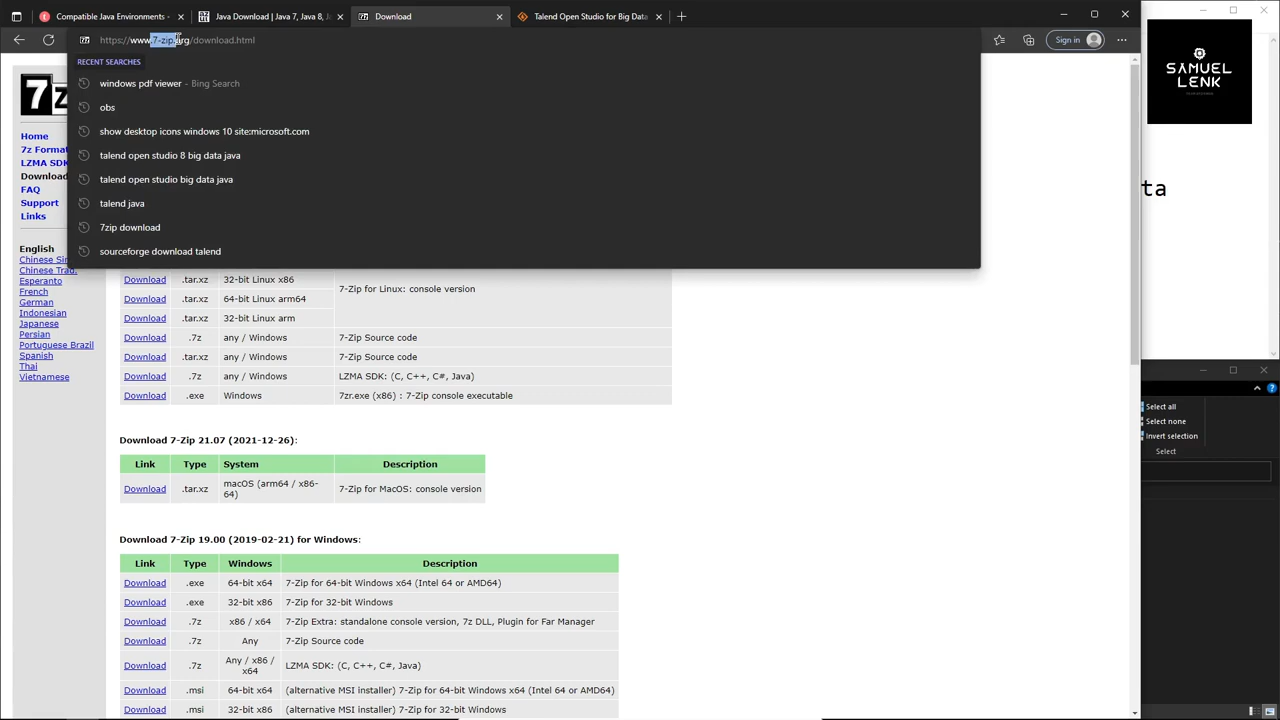 Compatible Java Environments -
Java Download | Java 7, Java 8, J
Download
Talend Open Studio for Big Data
https://www.7-zip.org/download.html
Sign in
RECENT SEARCHES
windows pdf viewer - Bing Search
obs
show desktop icons windows 10 site:microsoft.com
talend open studio 8 big data java
talend open studio big data java
talend java
7zip download
sourceforge download talend
7z
Home
7z Format
LZMA SDK
Download
FAQ
Support
Links
English
Chinese Sim
Chinese Trad.
Esperanto
French
German
Indonesian
Japanese
Persian
Portuguese Brazil
Spanish
Thai
Vietnamese
Download .tar.xz 32-bit Linux x86
7-Zip for Linux: console version
Download .tar.xz 64-bit Linux arm64
Download .tar.xz 32-bit Linux arm
Download .7z any / Windows 7-Zip Source code
Download .tar.xz any / Windows 7-Zip Source code
Download .7z any / Windows LZMA SDK: (C, C++, C#, Java)
Download .exe Windows 7zr.exe (x86) : 7-Zip console executable
Download 7-Zip 21.07 (2021-12-26):
Link Type System Description
Download .tar.xz macOS (arm64 / x86-
64) 7-Zip for MacOS: console version
Download 7-Zip 19.00 (2019-02-21) for Windows:
Link Type Windows Description
Download .exe 64-bit x64 7-Zip for 64-bit Windows x64 (Intel 64 or AMD64)
Download .exe 32-bit x86 7-Zip for 32-bit Windows
Download .7z x86 / x64 7-Zip Extra: standalone console version, 7z DLL, Plugin for Far Manager
Download .7z Any 7-Zip Source code
Download .7z Any / x86 /
x64 LZMA SDK: (C, C++, C#, Java)
Download .msi 64-bit x64 (alternative MSI installer) 7-Zip for 64-bit Windows x64 (Intel 64 or AMD64)
Download .msi 32-bit x86 (alternative MSI installer) 7-Zip for 32-bit Windows
SAMUEL
LENK
ta
Select all
Select none
Invert selection
Select